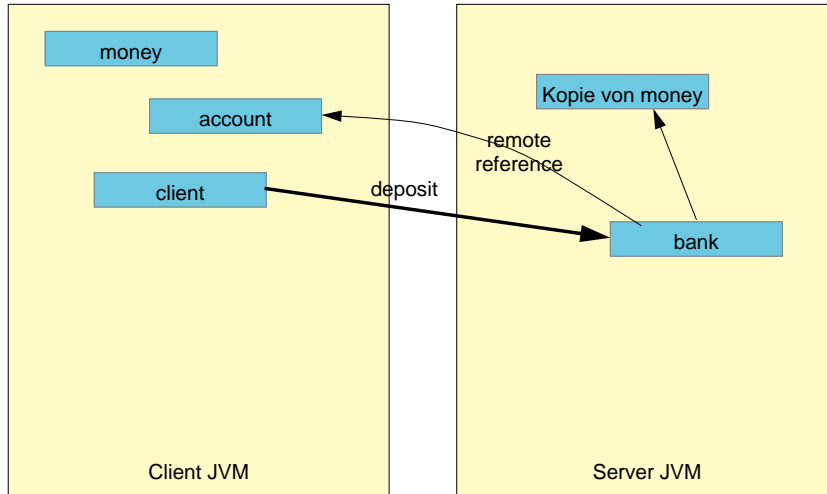 money
account
client
Client JVM
deposit
remote
reference
Kopie von money
bank
Server JVM